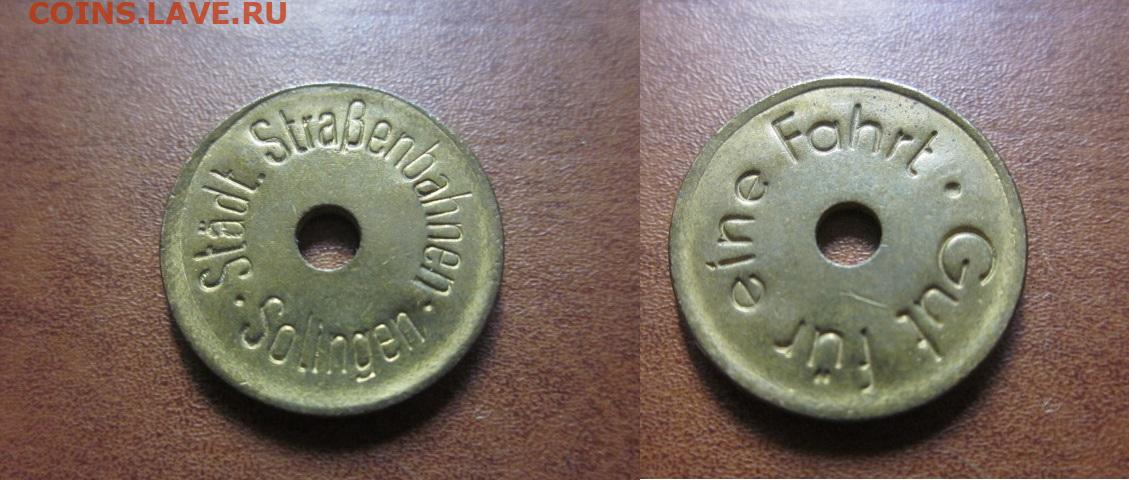 COINS.LAVE.RU
Städt. Straßenbahnen
· Solingen ·
Gut für eine Fahrt ·